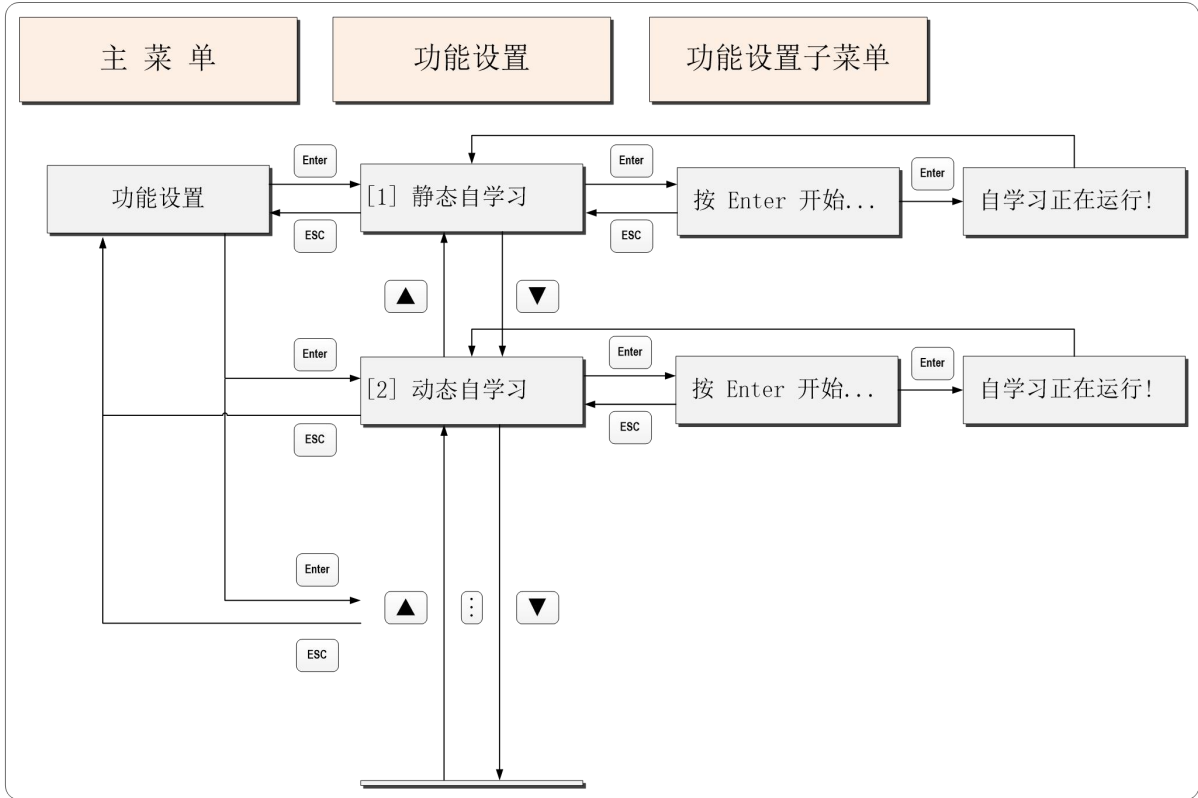 主 菜 单
功能设置
功能设置子菜单
Enter
Enter
Enter
功能设置
[1] 静态自学习
按 Enter 开始...
自学习正在运行!
ESC
ESC
▲
▼
Enter
Enter
Enter
[2] 动态自学习
按 Enter 开始...
自学习正在运行!
ESC
ESC
Enter
▲
⋮
▼
ESC